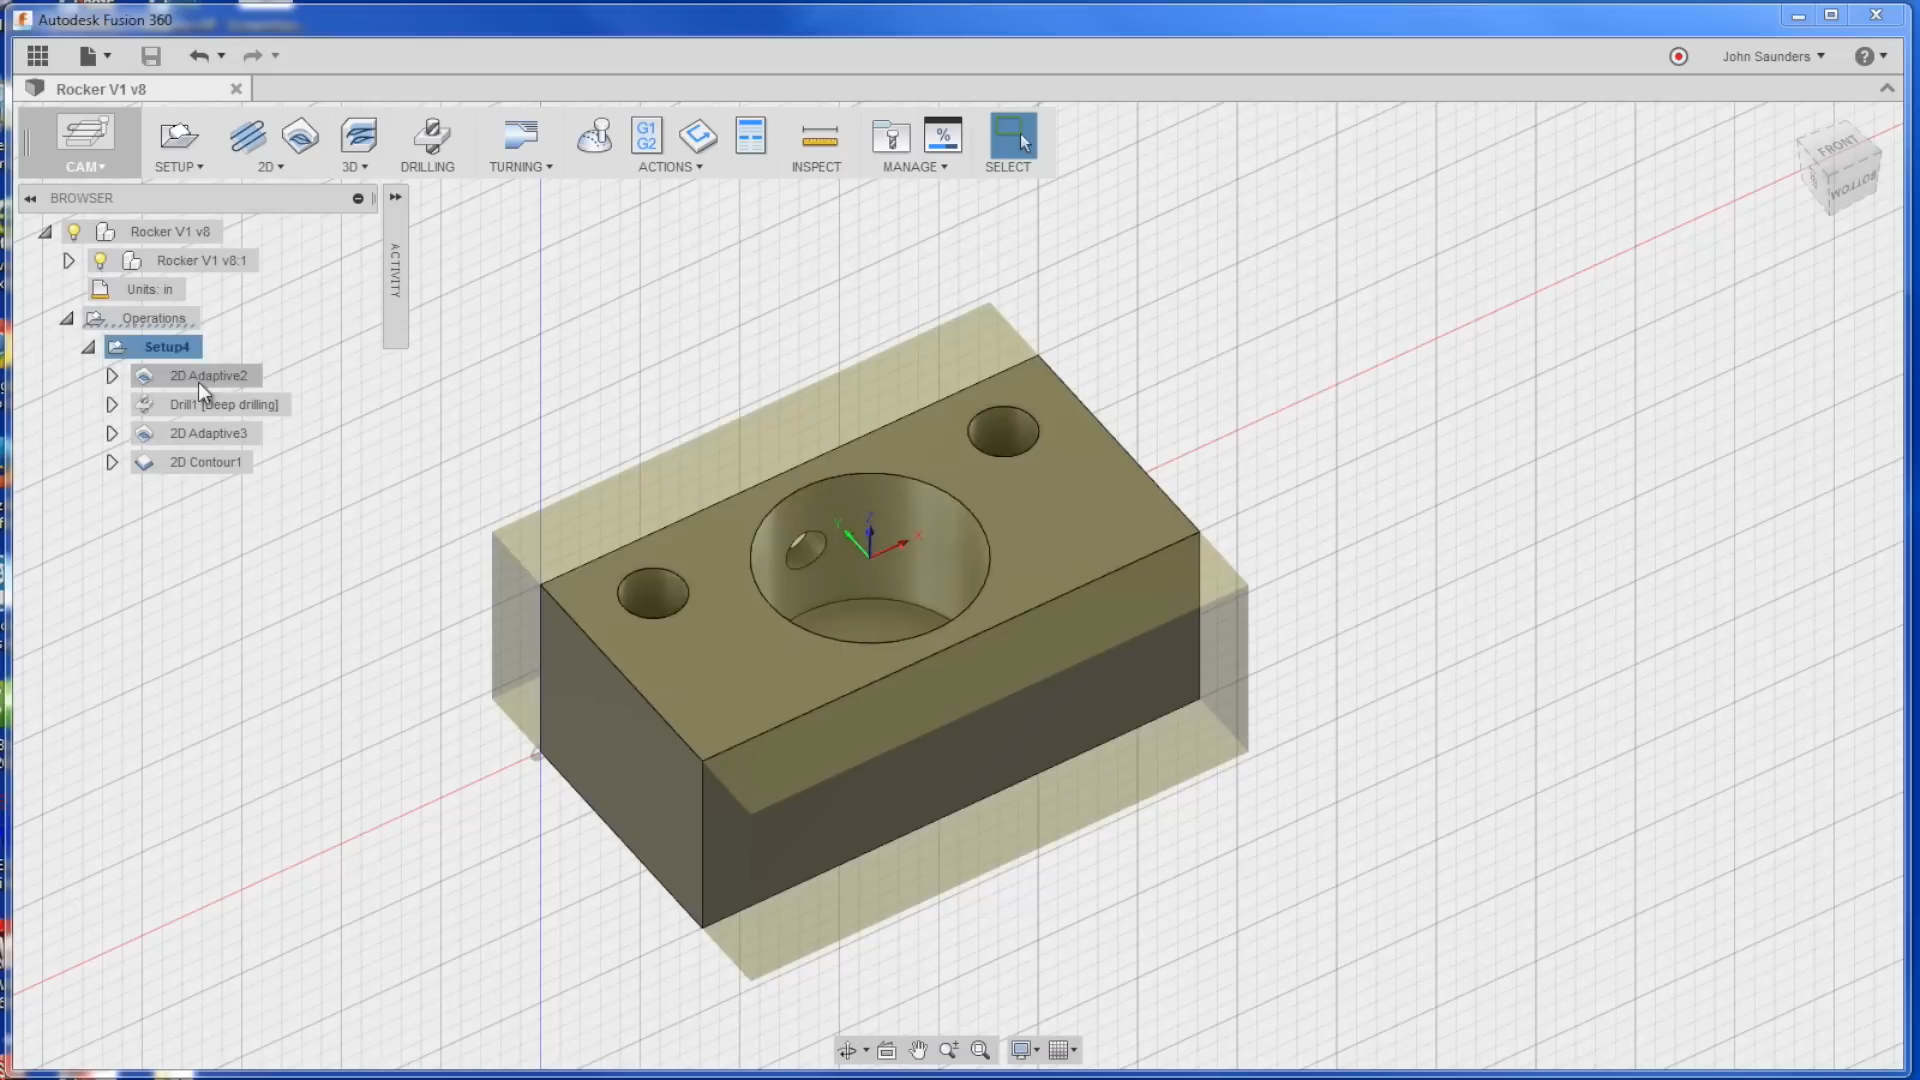 Autodesk Fusion 360
John Saunders
Rocker V1 v8
CAM
SETUP
2D
3D
DRILLING
TURNING
G1
G2
ACTIONS
INSPECT
%
MANAGE
SELECT
BROWSER
ACTIVITY
Rocker V1 v8
Rocker V1 v8:1
Units: in
Operations
Setup4
2D Adaptive2
Drill1 [Deep drilling]
2D Adaptive3
2D Contour1
FRONT
BOTTOM
Y
Z
X